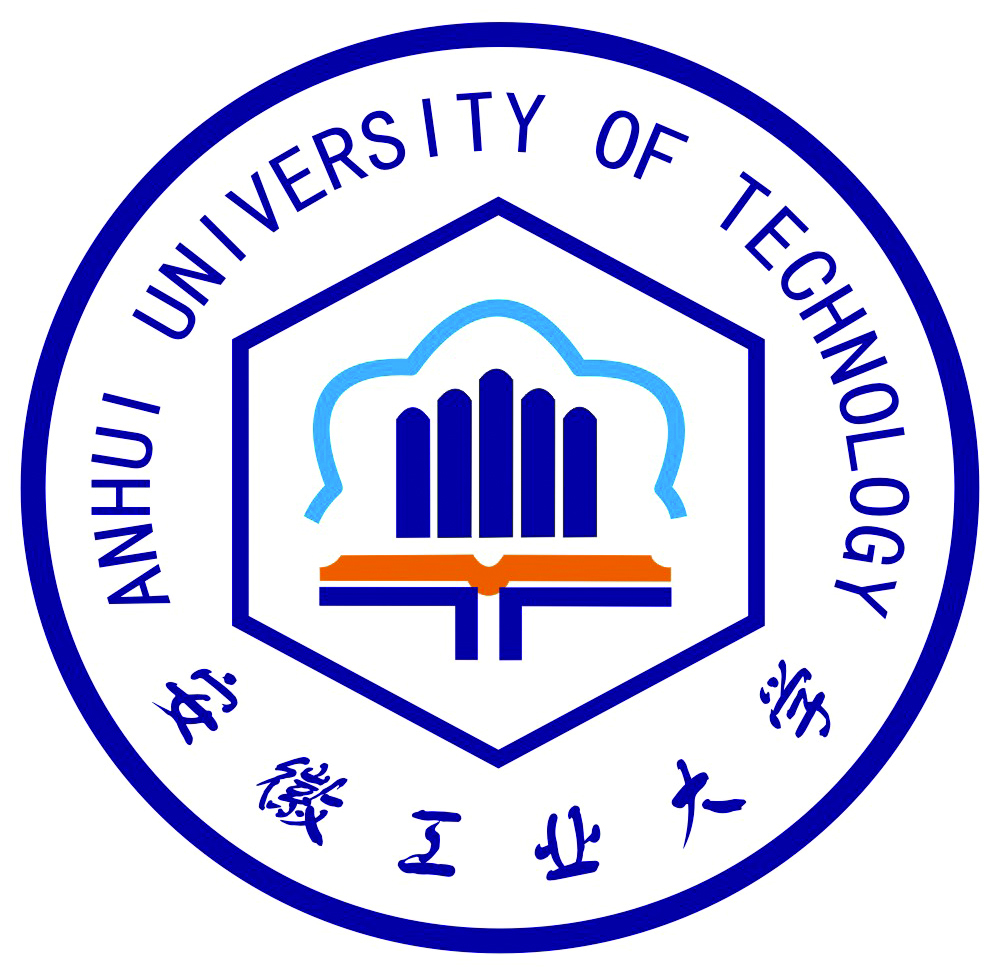 ANHUI UNIVERSITY OF TECHNOLOGY
安徽工业大学